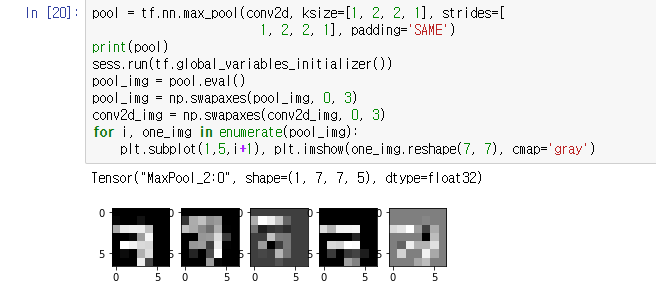 In [20]: pool = tf.nn.max_pool(conv2d, ksize=[1, 2, 2, 1], strides=[
1, 2, 2, 1], padding='SAME')
print(pool)
sess.run(tf.global_variables_initializer())
pool_img = pool.eval()
pool_img = np.swapaxes(pool_img, 0, 3)
conv2d_img = np.swapaxes(conv2d_img, 0, 3)
for i, one_img in enumerate(pool_img):
plt.subplot(1,5,i+1), plt.imshow(one_img.reshape(7, 7), cmap='gray')
Tensor("MaxPool_2:0", shape=(1, 7, 7, 5), dtype=float32)
0 0 0 0 0
5 5 5 5 5
0 5 0 5 0 5 0 5 0 5